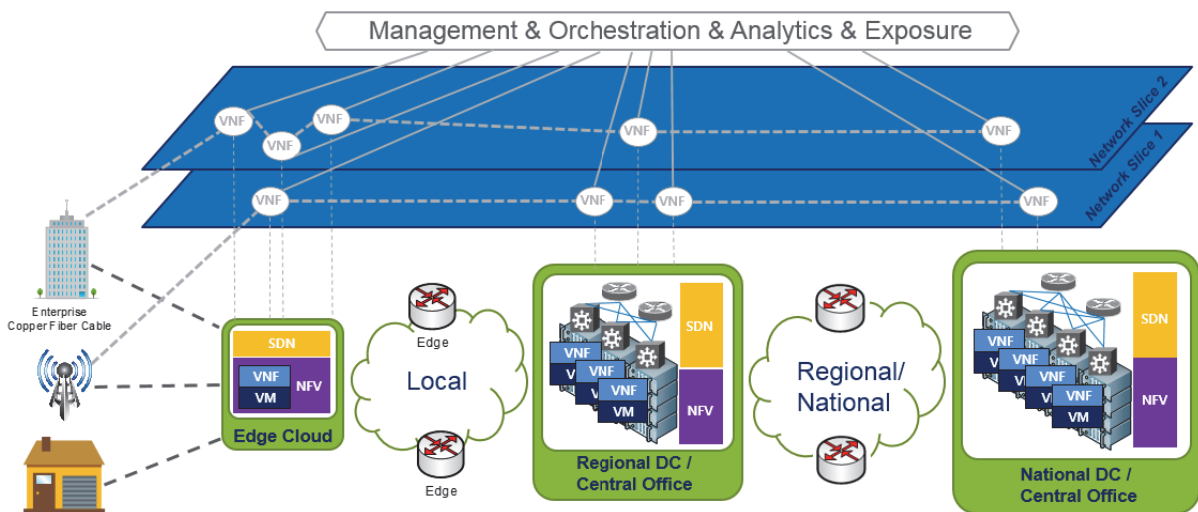 Management & Orchestration & Analytics & Exposure
Network Slice 2
VNF
VNF
VNF
VNF
VNF
Network Slice 1
VNF
VNF
VNF
VNF
Enterprise
Copper Fiber Cable
SDN
VNF
VM
NFV
Edge Cloud
Edge
Local
Edge
VNF
VNF
VNF
VM
SDN
NFV
Regional DC /
Central Office
Regional/
National
VNF
VNF
VNF
VNF
VM
SDN
NFV
National DC /
Central Office